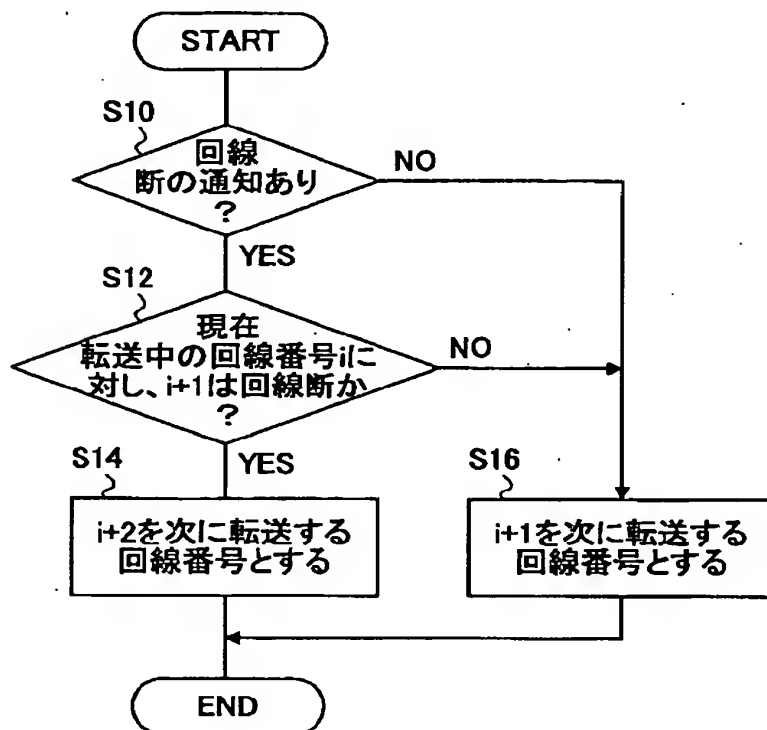 START
S10
回線
断の通知あり
?
NO
YES
S12
現在
転送中の回線番号iに
対し、i+1は回線断か
?
NO
YES
S14
i+2を次に転送する
回線番号とする
S16
i+1を次に転送する
回線番号とする
END